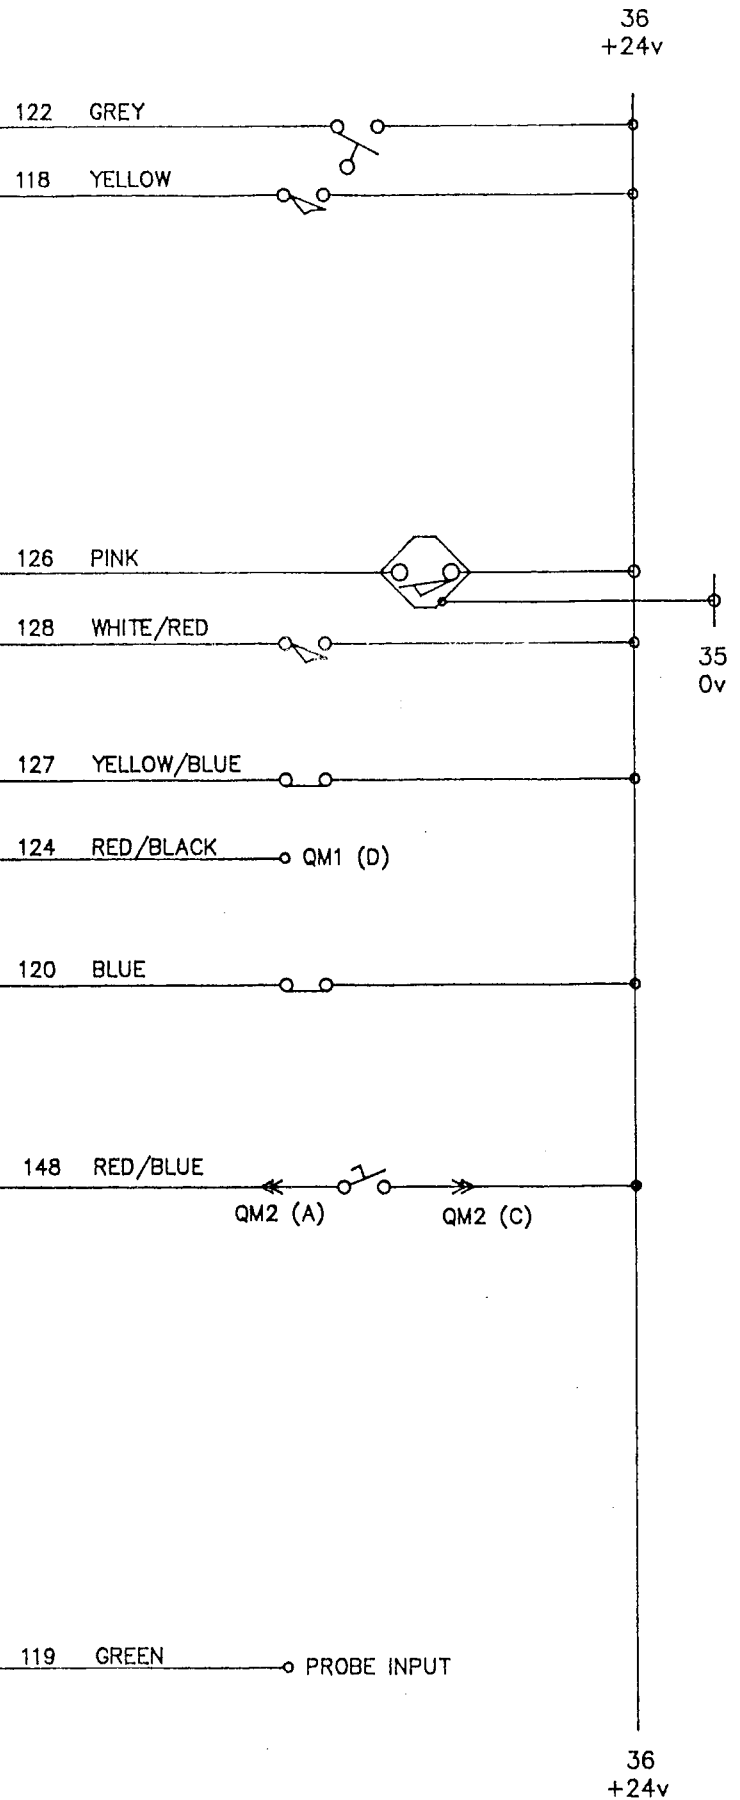 36
+24v
122 GREY
118 YELLOW
126 PINK
128 WHITE/RED
35
0v
127 YELLOW/BLUE
124 RED/BLACK QM1 (D)
120 BLUE
148 RED/BLUE
QM2 (A) QM2 (C)
119 GREEN PROBE INPUT
36
+24v